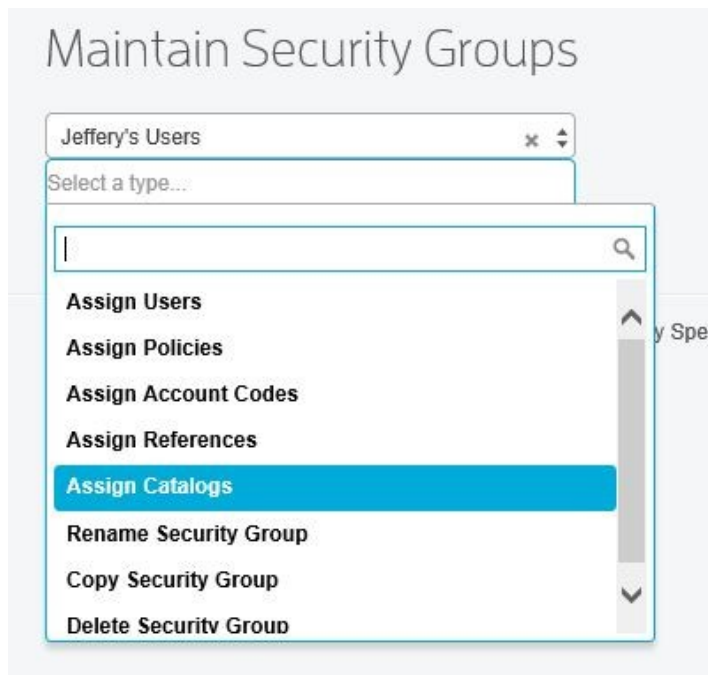 Maintain Security Groups
Jeffery's Users
Select a type...
Assign Users
Assign Policies
y Spe
Assign Account Codes
Assign References
Assign Catalogs
Rename Security Group
Copy Security Group
Delete Security Group